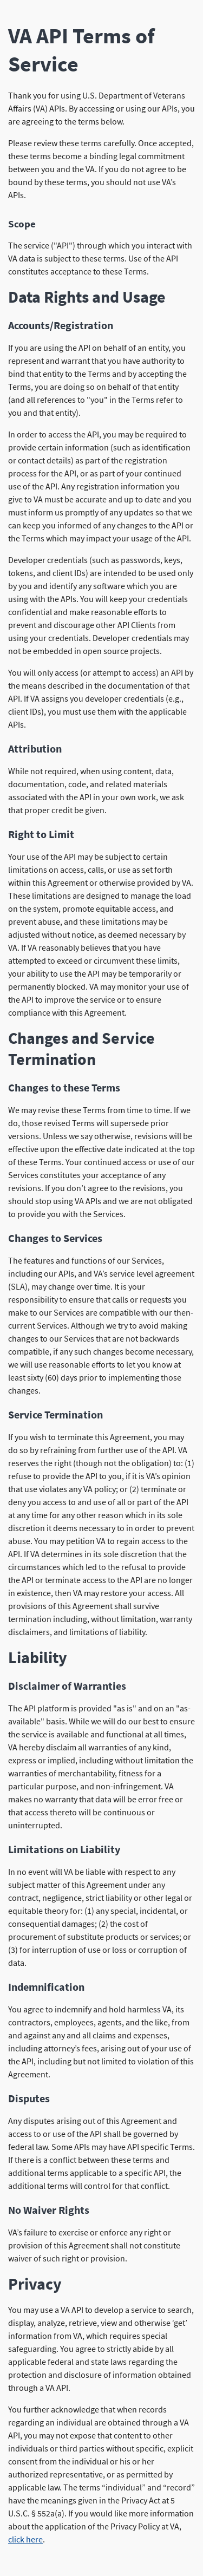 VA API Terms of
Service
Thank you for using U.S. Department of Veterans
Affairs (VA) APIs. By accessing or using our APIs, you
are agreeing to the terms below.
Please review these terms carefully. Once accepted,
these terms become a binding legal commitment
between you and the VA. If you do not agree to be
bound by these terms, you should not use VA’s
APIs.
Scope
The service ("API") through which you interact with
VA data is subject to these terms. Use of the API
constitutes acceptance to these Terms.
Data Rights and Usage
Accounts/Registration
If you are using the API on behalf of an entity, you
represent and warrant that you have authority to
bind that entity to the Terms and by accepting the
Terms, you are doing so on behalf of that entity
(and all references to "you" in the Terms refer to
you and that entity).
In order to access the API, you may be required to
provide certain information (such as identification
or contact details) as part of the registration
process for the API, or as part of your continued
use of the API. Any registration information you
give to VA must be accurate and up to date and you
must inform us promptly of any updates so that we
can keep you informed of any changes to the API or
the Terms which may impact your usage of the API.
Developer credentials (such as passwords, keys,
tokens, and client IDs) are intended to be used only
by you and identify any software which you are
using with the APIs. You will keep your credentials
confidential and make reasonable efforts to
prevent and discourage other API Clients from
using your credentials. Developer credentials may
not be embedded in open source projects.
You will only access (or attempt to access) an API by
the means described in the documentation of that
API. If VA assigns you developer credentials (e.g.,
client IDs), you must use them with the applicable
APIs.
Attribution
While not required, when using content, data,
documentation, code, and related materials
associated with the API in your own work, we ask
that proper credit be given.
Right to Limit
Your use of the API may be subject to certain
limitations on access, calls, or use as set forth
within this Agreement or otherwise provided by VA.
These limitations are designed to manage the load
on the system, promote equitable access, and
prevent abuse, and these limitations may be
adjusted without notice, as deemed necessary by
VA. If VA reasonably believes that you have
attempted to exceed or circumvent these limits,
your ability to use the API may be temporarily or
permanently blocked. VA may monitor your use of
the API to improve the service or to ensure
compliance with this Agreement.
Changes and Service
Termination
Changes to these Terms
We may revise these Terms from time to time. If we
do, those revised Terms will supersede prior
versions. Unless we say otherwise, revisions will be
effective upon the effective date indicated at the top
of these Terms. Your continued access or use of our
Services constitutes your acceptance of any
revisions. If you don’t agree to the revisions, you
should stop using VA APIs and we are not obligated
to provide you with the Services.
Changes to Services
The features and functions of our Services,
including our APIs, and VA’s service level agreement
(SLA), may change over time. It is your
responsibility to ensure that calls or requests you
make to our Services are compatible with our then-
current Services. Although we try to avoid making
changes to our Services that are not backwards
compatible, if any such changes become necessary,
we will use reasonable efforts to let you know at
least sixty (60) days prior to implementing those
changes.
Service Termination
If you wish to terminate this Agreement, you may
do so by refraining from further use of the API. VA
reserves the right (though not the obligation) to: (1)
refuse to provide the API to you, if it is VA’s opinion
that use violates any VA policy; or (2) terminate or
deny you access to and use of all or part of the API
at any time for any other reason which in its sole
discretion it deems necessary to in order to prevent
abuse. You may petition VA to regain access to the
API. If VA determines in its sole discretion that the
circumstances which led to the refusal to provide
the API or terminate access to the API are no longer
in existence, then VA may restore your access. All
provisions of this Agreement shall survive
termination including, without limitation, warranty
disclaimers, and limitations of liability.
Liability
Disclaimer of Warranties
The API platform is provided "as is" and on an "as-
available" basis. While we will do our best to ensure
the service is available and functional at all times,
VA hereby disclaim all warranties of any kind,
express or implied, including without limitation the
warranties of merchantability, fitness for a
particular purpose, and non-infringement. VA
makes no warranty that data will be error free or
that access thereto will be continuous or
uninterrupted.
Limitations on Liability
In no event will VA be liable with respect to any
subject matter of this Agreement under any
contract, negligence, strict liability or other legal or
equitable theory for: (1) any special, incidental, or
consequential damages; (2) the cost of
procurement of substitute products or services; or
(3) for interruption of use or loss or corruption of
data.
Indemnification
You agree to indemnify and hold harmless VA, its
contractors, employees, agents, and the like, from
and against any and all claims and expenses,
including attorney’s fees, arising out of your use of
the API, including but not limited to violation of this
Agreement.
Disputes
Any disputes arising out of this Agreement and
access to or use of the API shall be governed by
federal law. Some APIs may have API specific Terms.
If there is a conflict between these terms and
additional terms applicable to a specific API, the
additional terms will control for that conflict.
No Waiver Rights
VA’s failure to exercise or enforce any right or
provision of this Agreement shall not constitute
waiver of such right or provision.
Privacy
You may use a VA API to develop a service to search,
display, analyze, retrieve, view and otherwise ‘get’
information from VA, which requires special
safeguarding. You agree to strictly abide by all
applicable federal and state laws regarding the
protection and disclosure of information obtained
through a VA API.
You further acknowledge that when records
regarding an individual are obtained through a VA
API, you may not expose that content to other
individuals or third parties without specific, explicit
consent from the individual or his or her
authorized representative, or as permitted by
applicable law. The terms “individual” and “record”
have the meanings given in the Privacy Act at 5
U.S.C. § 552a(a). If you would like more information
about the application of the Privacy Policy at VA,
click here.